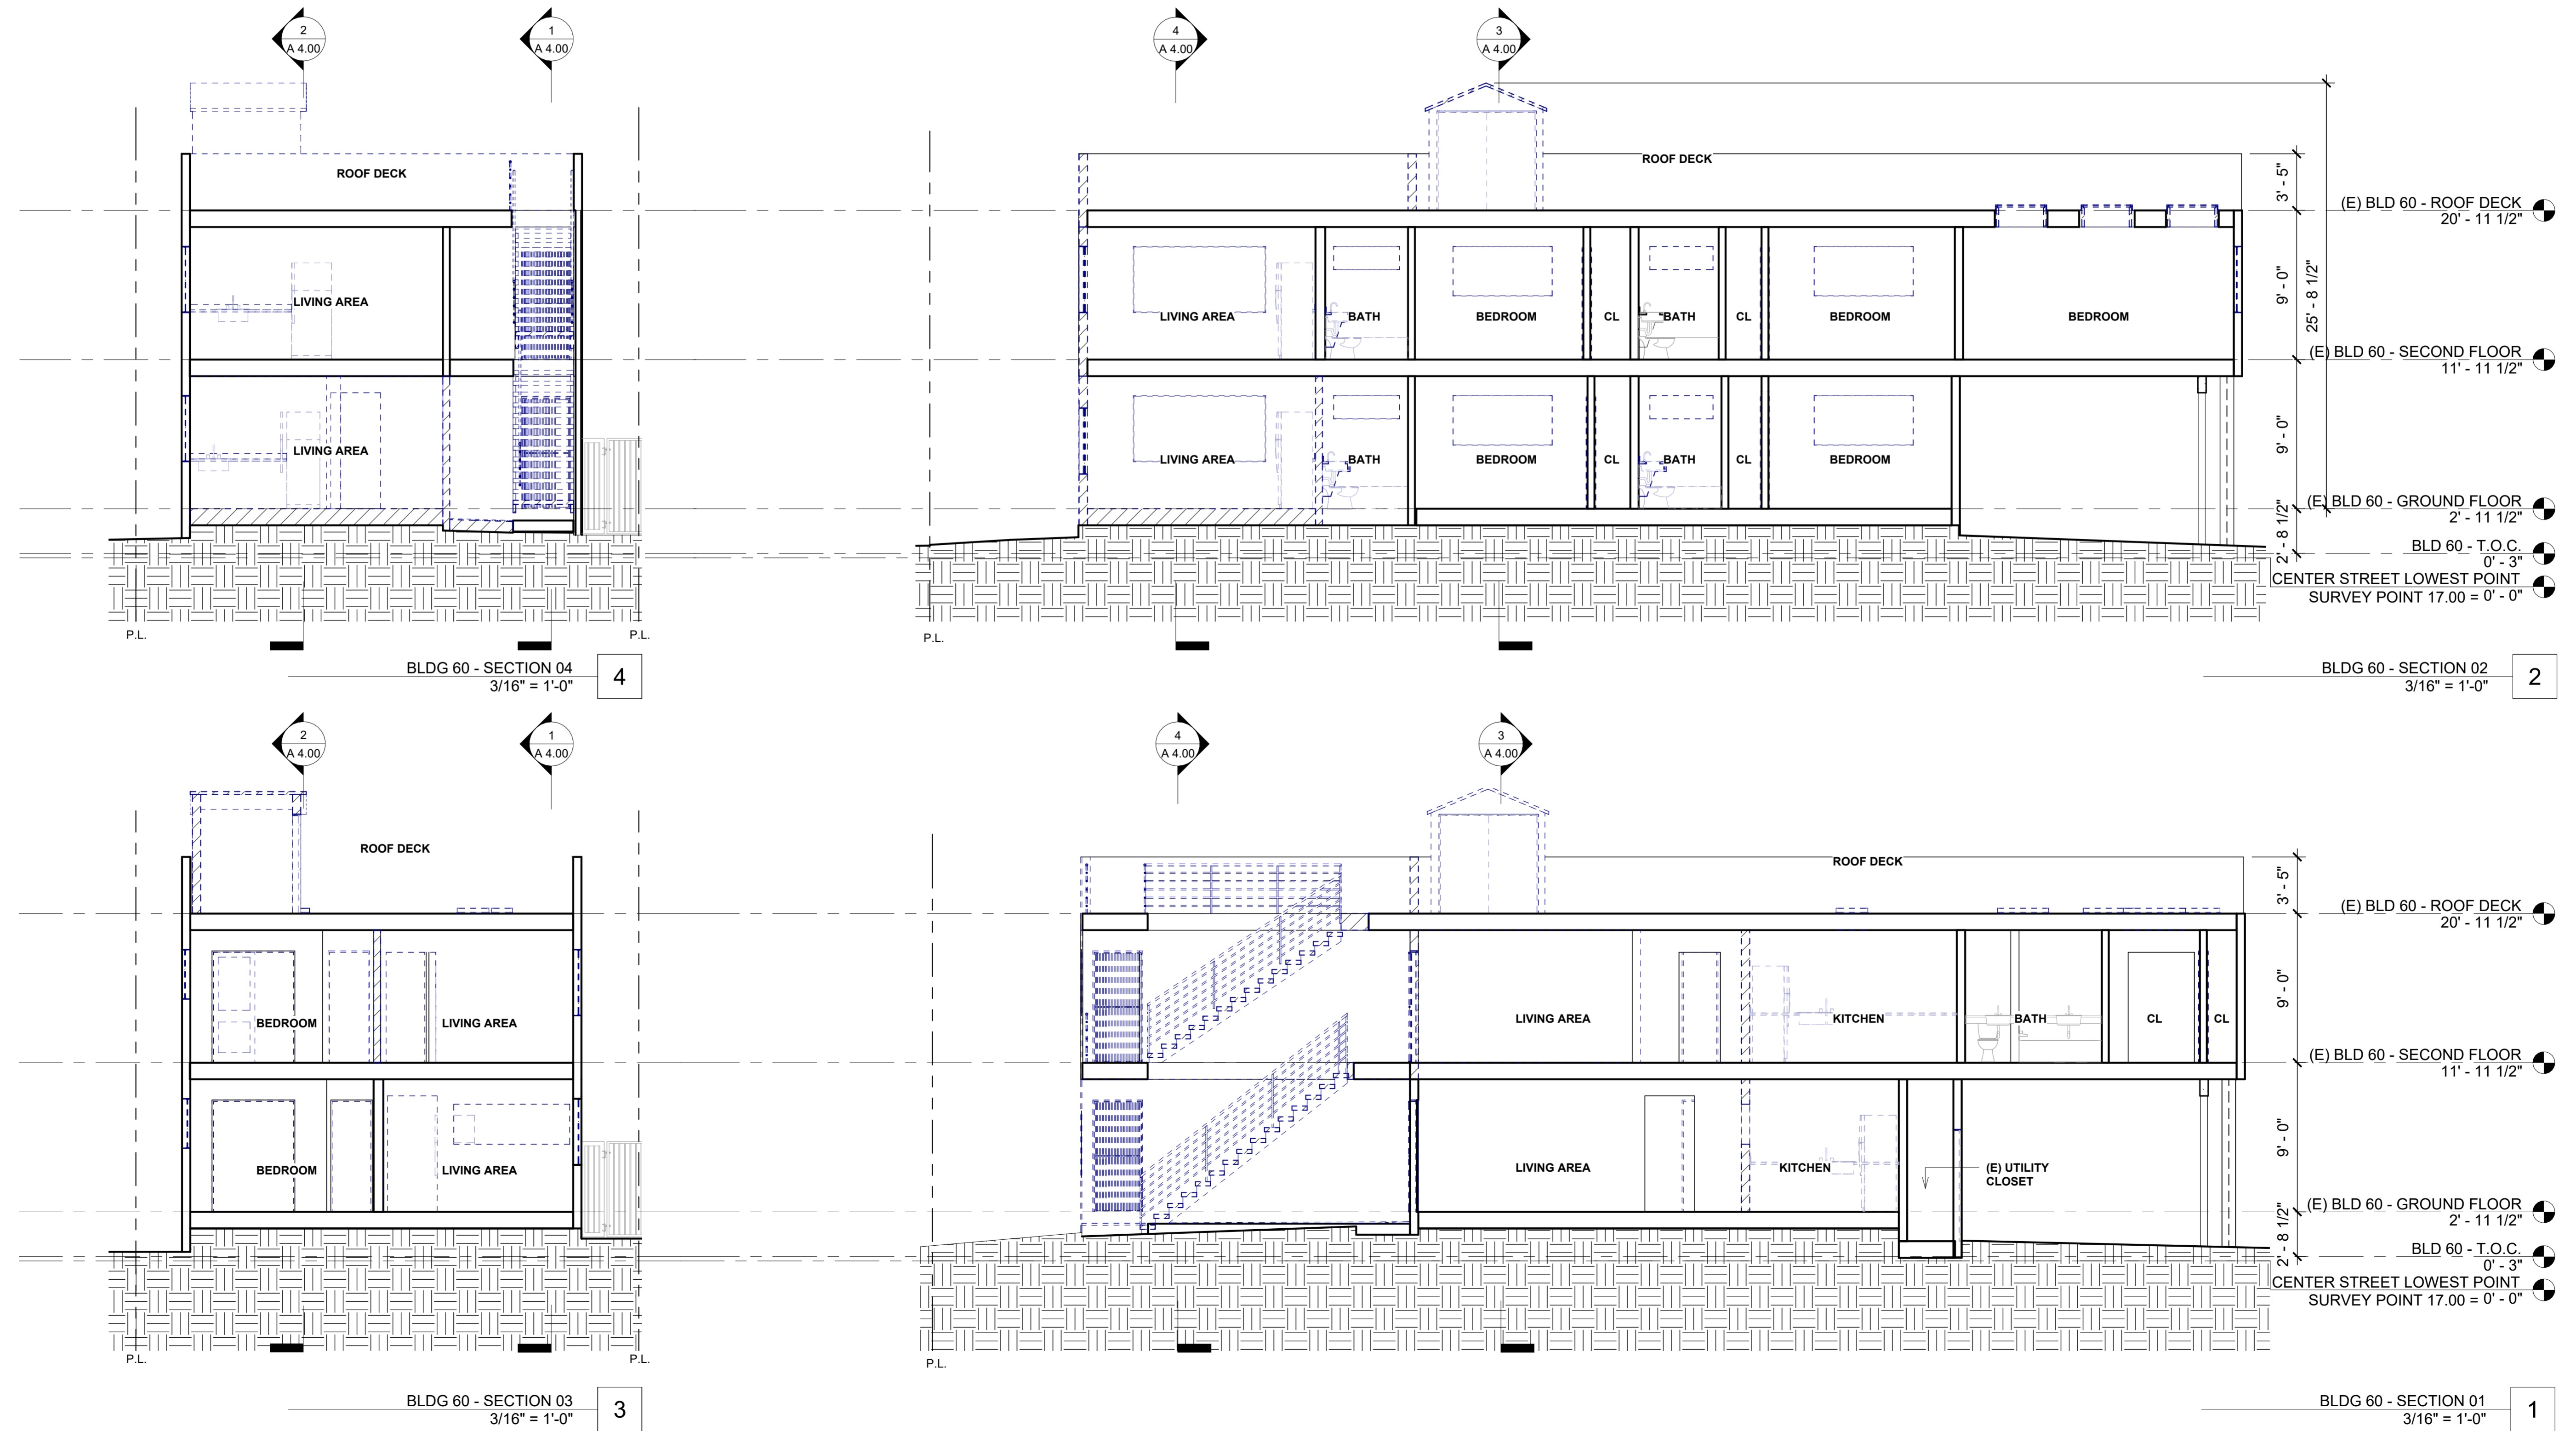 2
A 4.00
1
A 4.00
4
A 4.00
3
A 4.00
ROOF DECK
LIVING AREA
LIVING AREA
P.L.
P.L.
BLDG 60 - SECTION 04
3/16" = 1'-0"
4
ROOF DECK
LIVING AREA
BATH
BEDROOM
CL
BATH
CL
BEDROOM
BEDROOM
LIVING AREA
BATH
BEDROOM
CL
BATH
CL
BEDROOM
P.L.
3' - 5"
9' - 0"
9' - 0"
2' - 8 1/2"
25' - 8 1/2"
(E) BLD 60 - ROOF DECK
20' - 11 1/2"
(E) BLD 60 - SECOND FLOOR
11' - 11 1/2"
(E) BLD 60 - GROUND FLOOR
2' - 11 1/2"
BLD 60 - T.O.C.
0' - 3"
CENTER STREET LOWEST POINT
SURVEY POINT 17.00 = 0' - 0"
BLDG 60 - SECTION 02
3/16" = 1'-0"
2
2
A 4.00
1
A 4.00
4
A 4.00
3
A 4.00
ROOF DECK
BEDROOM
LIVING AREA
BEDROOM
LIVING AREA
P.L.
P.L.
BLDG 60 - SECTION 03
3/16" = 1'-0"
3
ROOF DECK
LIVING AREA
KITCHEN
BATH
CL
CL
LIVING AREA
KITCHEN
(E) UTILITY
CLOSET
P.L.
3' - 5"
9' - 0"
9' - 0"
2' - 8 1/2"
(E) BLD 60 - ROOF DECK
20' - 11 1/2"
(E) BLD 60 - SECOND FLOOR
11' - 11 1/2"
(E) BLD 60 - GROUND FLOOR
2' - 11 1/2"
BLD 60 - T.O.C.
0' - 3"
CENTER STREET LOWEST POINT
SURVEY POINT 17.00 = 0' - 0"
BLDG 60 - SECTION 01
3/16" = 1'-0"
1